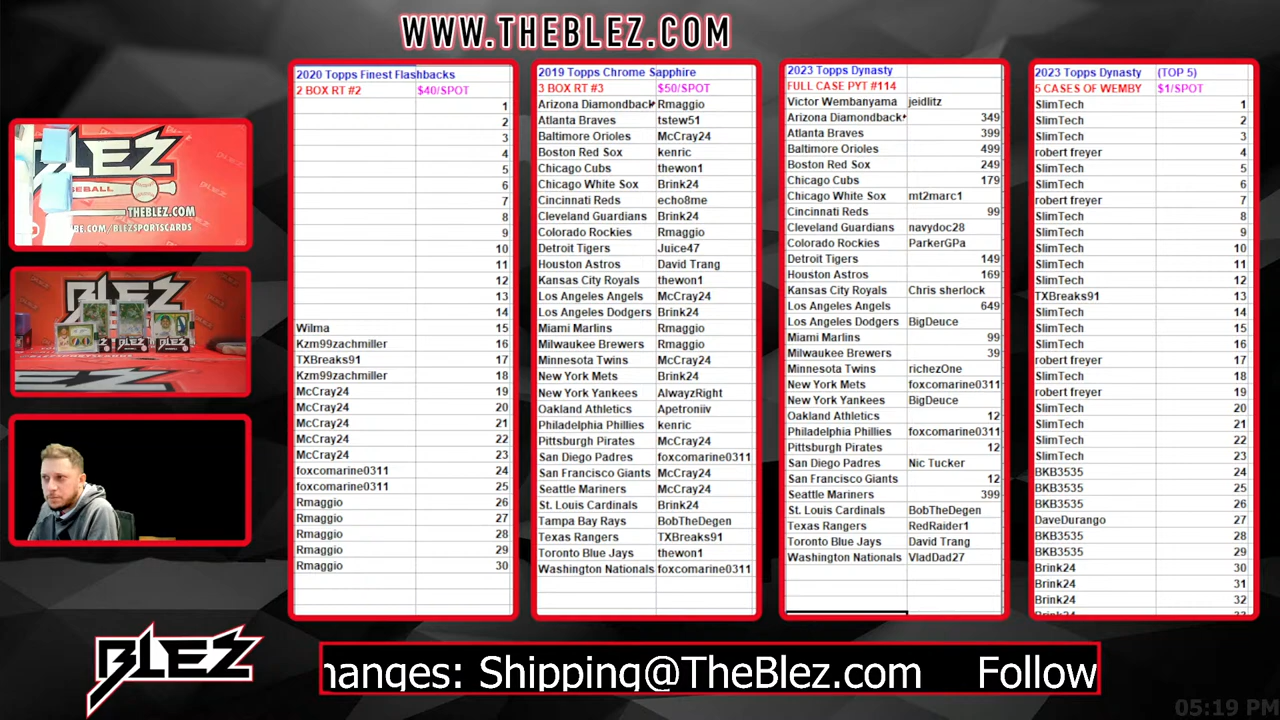 WWW.THEBLEZ.COM
BLEZ
BASEBALL
THEBLEZ.COM
BE.COM/BLEZSPORTSCARDS
2020 Topps Finest Flashbacks
2 BOX RT #2 $40/SPOT
1
2
3
4
5
6
7
8
9
10
11
12
13
14
Wilma 15
Kzm99zachmiller 16
TXBreaks91 17
Kzm99zachmiller 18
McCray24 19
McCray24 20
McCray24 21
McCray24 22
McCray24 23
foxcomarine0311 24
foxcomarine0311 25
Rmaggio 26
Rmaggio 27
Rmaggio 28
Rmaggio 29
Rmaggio 30
2019 Topps Chrome Sapphire
3 BOX RT #3 $50/SPOT
Arizona Diamondback Rmaggio
Atlanta Braves tstew51
Baltimore Orioles McCray24
Boston Red Sox kenric
Chicago Cubs thewon1
Chicago White Sox Brink24
Cincinnati Reds echo8me
Cleveland Guardians Brink24
Colorado Rockies Rmaggio
Detroit Tigers Juice47
Houston Astros David Trang
Kansas City Royals thewon1
Los Angeles Angels McCray24
Los Angeles Dodgers Brink24
Miami Marlins Rmaggio
Milwaukee Brewers Rmaggio
Minnesota Twins McCray24
New York Mets Brink24
New York Yankees AlwayzRight
Oakland Athletics Apetroniiv
Philadelphia Phillies kenric
Pittsburgh Pirates McCray24
San Diego Padres foxcomarine0311
San Francisco Giants McCray24
Seattle Mariners McCray24
St. Louis Cardinals Brink24
Tampa Bay Rays BobTheDegen
Texas Rangers TXBreaks91
Toronto Blue Jays thewon1
Washington Nationals foxcomarine0311
2023 Topps Dynasty
FULL CASE PYT #114
Victor Wembanyama jeidlitz
Arizona Diamondback 349
Atlanta Braves 399
Baltimore Orioles 499
Boston Red Sox 249
Chicago Cubs 179
Chicago White Sox mt2marc1
Cincinnati Reds 99
Cleveland Guardians navydoc28
Colorado Rockies ParkerGPa
Detroit Tigers 149
Houston Astros 169
Kansas City Royals Chris sherlock
Los Angeles Angels 649
Los Angeles Dodgers BigDeuce
Miami Marlins 99
Milwaukee Brewers 39
Minnesota Twins richezOne
New York Mets foxcomarine0311
New York Yankees BigDeuce
Oakland Athletics 12
Philadelphia Phillies foxcomarine0311
Pittsburgh Pirates 12
San Diego Padres Nic Tucker
San Francisco Giants 12
Seattle Mariners 399
St. Louis Cardinals BobTheDegen
Texas Rangers RedRaider1
Toronto Blue Jays David Trang
Washington Nationals VladDad27
2023 Topps Dynasty (TOP 5)
5 CASES OF WEMBY $1/SPOT
SlimTech 1
SlimTech 2
SlimTech 3
robert freyer 4
SlimTech 5
SlimTech 6
robert freyer 7
SlimTech 8
SlimTech 9
SlimTech 10
SlimTech 11
SlimTech 12
TXBreaks91 13
SlimTech 14
SlimTech 15
SlimTech 16
robert freyer 17
SlimTech 18
robert freyer 19
SlimTech 20
SlimTech 21
SlimTech 22
SlimTech 23
BKB3535 24
BKB3535 25
BKB3535 26
DaveDurango 27
BKB3535 28
BKB3535 29
Brink24 30
Brink24 31
Brink24 32
Brink24 33
BLEZ
hanges: Shipping@TheBlez.com Follow
05:19 PM